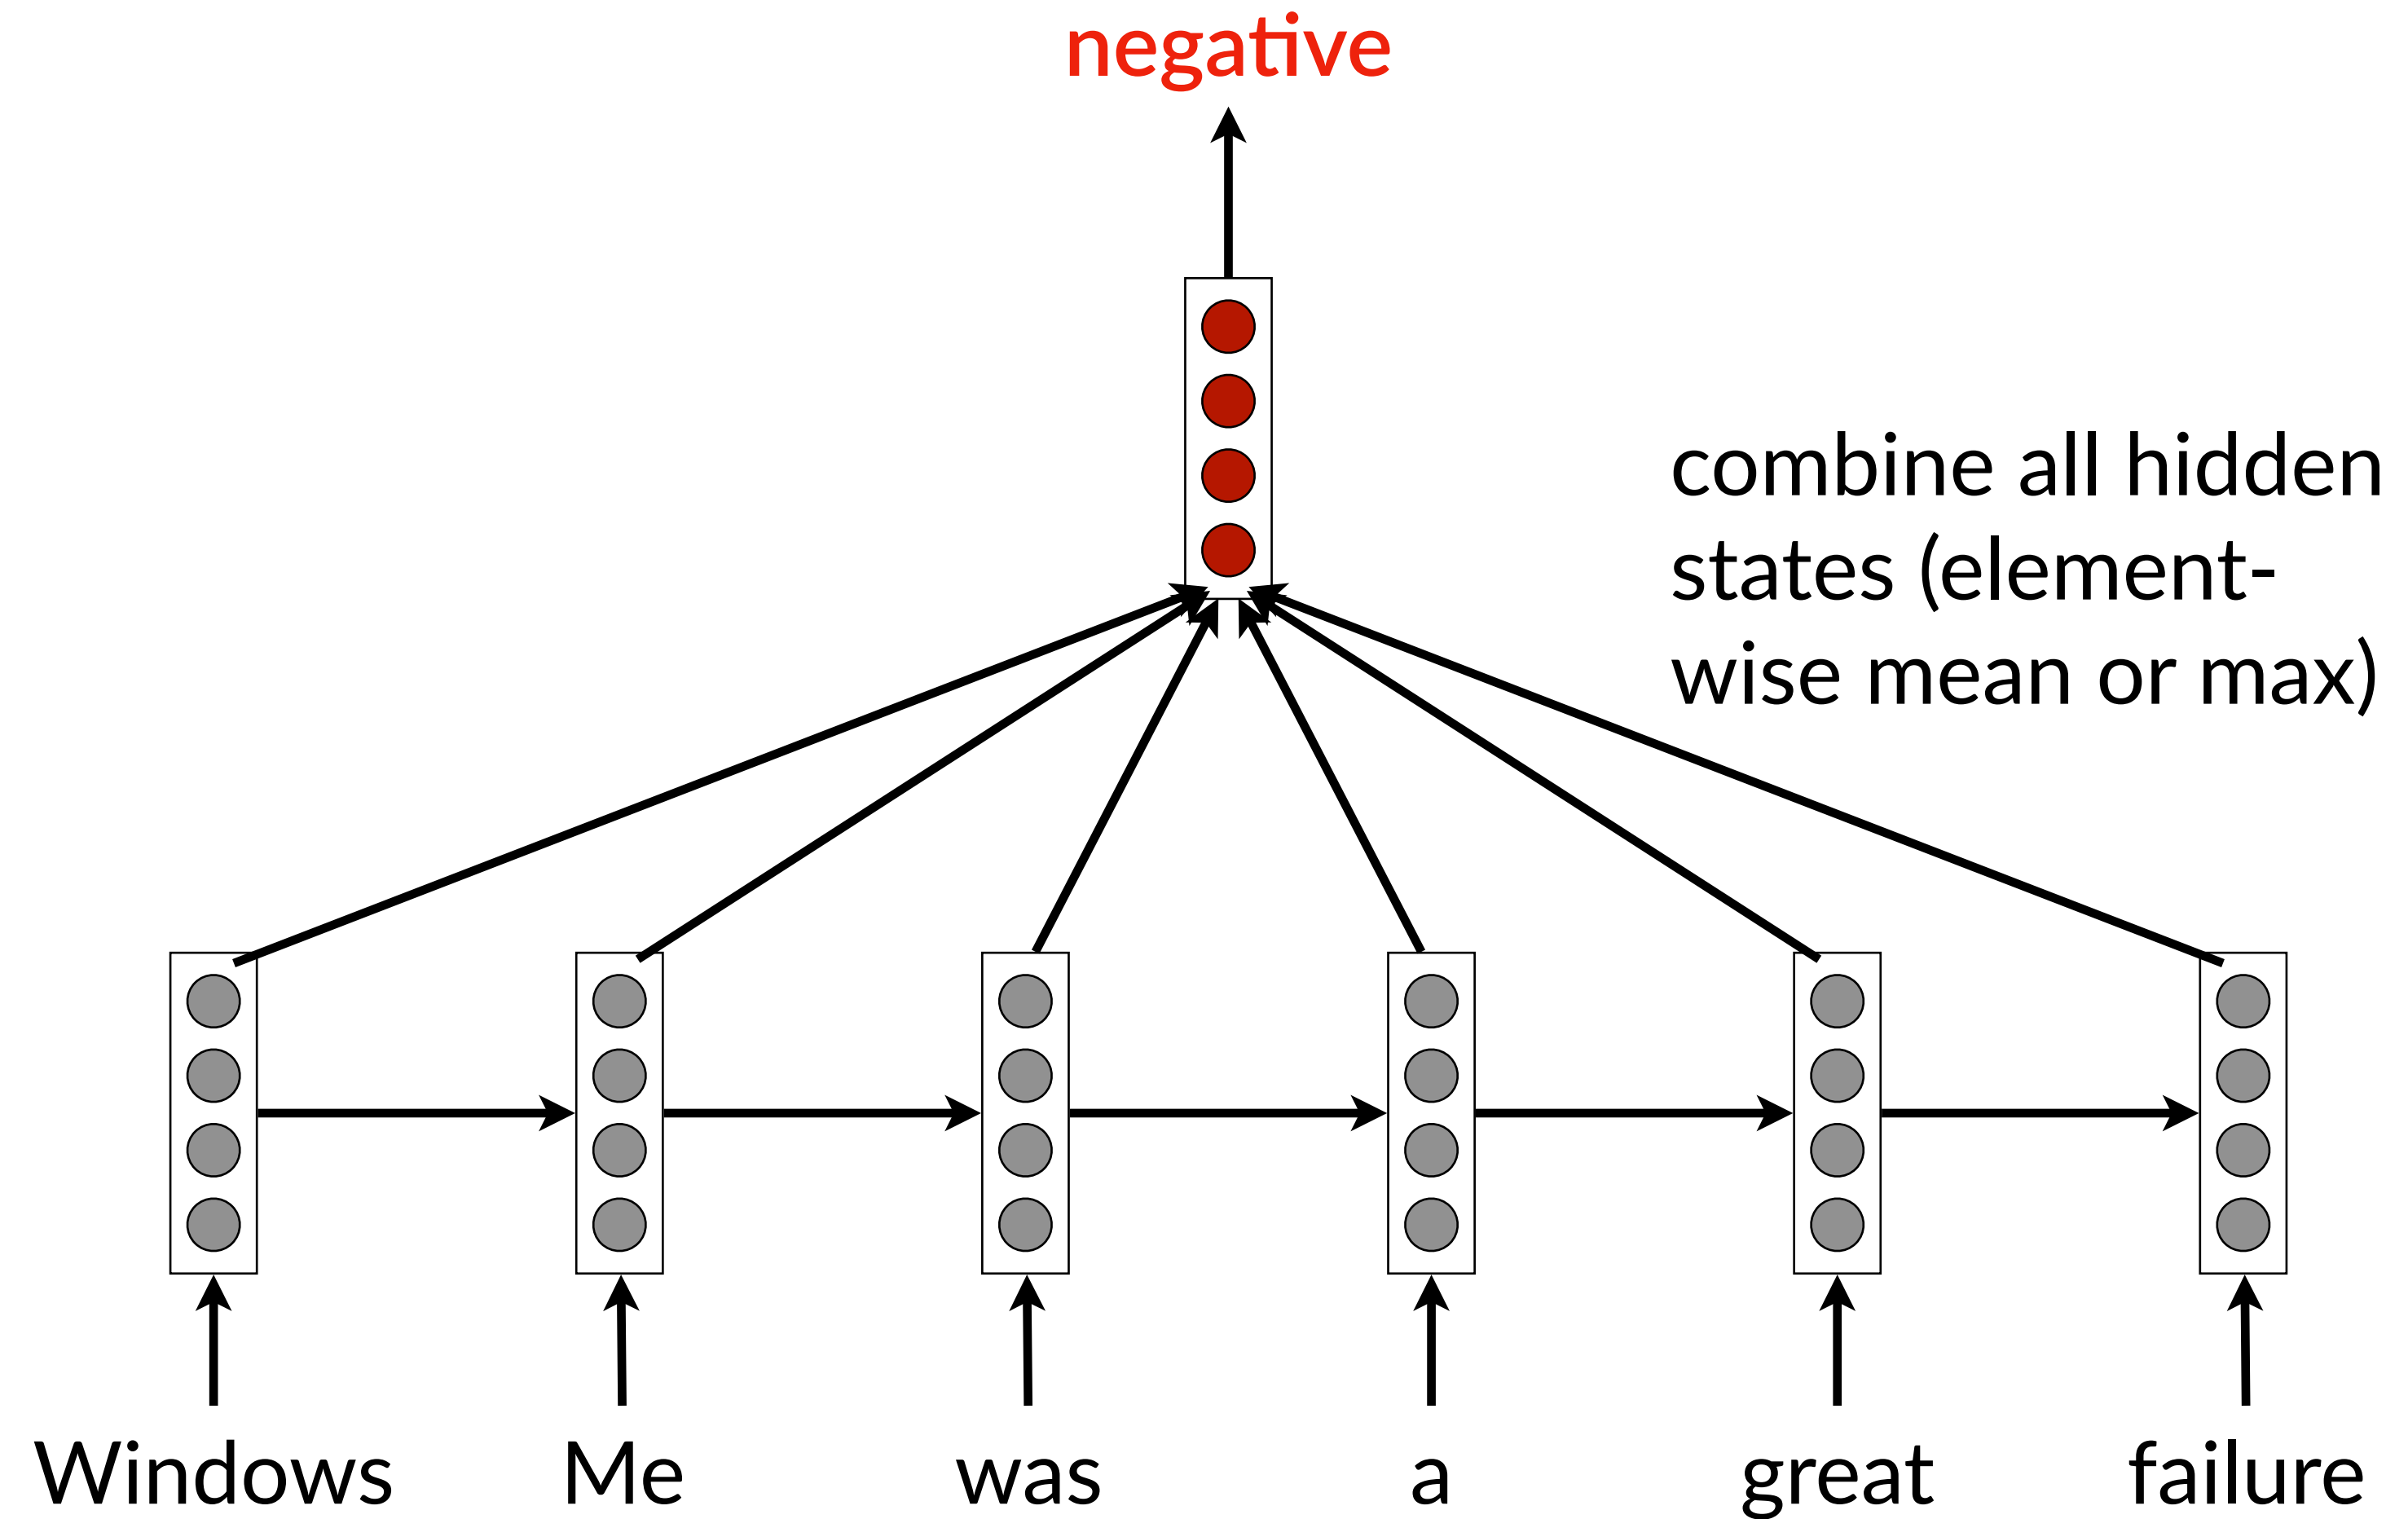 negative
combine all hidden
states (element-
wise mean or max)
Windows Me was a great failure